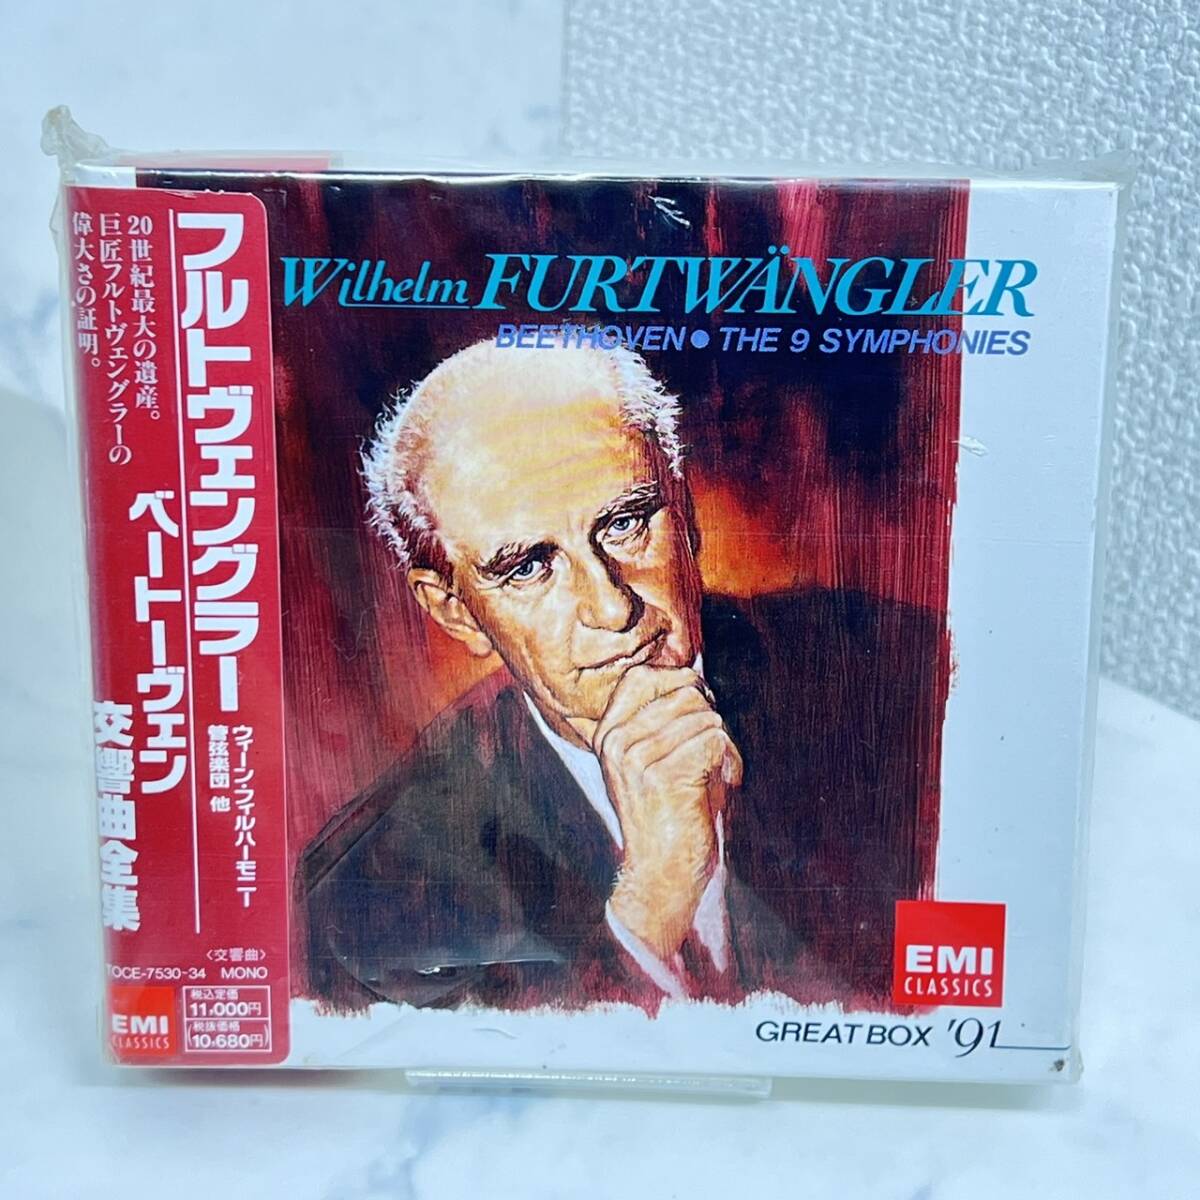 20世紀最大の遺産。
巨匠フルトヴェングラーの
偉大さの証明。
フルトヴェングラー
ベートーヴェン
交響曲全集
ウィーン・フィルハーモニー
管弦楽団 他
〈交響曲〉
TOCE-7530~34 MONO
EMI
CLASSICS
税込定価
11,000円
(税抜価格
10,680円)
Wilhelm FURTWÄNGLER
BEETHOVEN ● THE 9 SYMPHONIES
EMI
CLASSICS
GREAT BOX '91